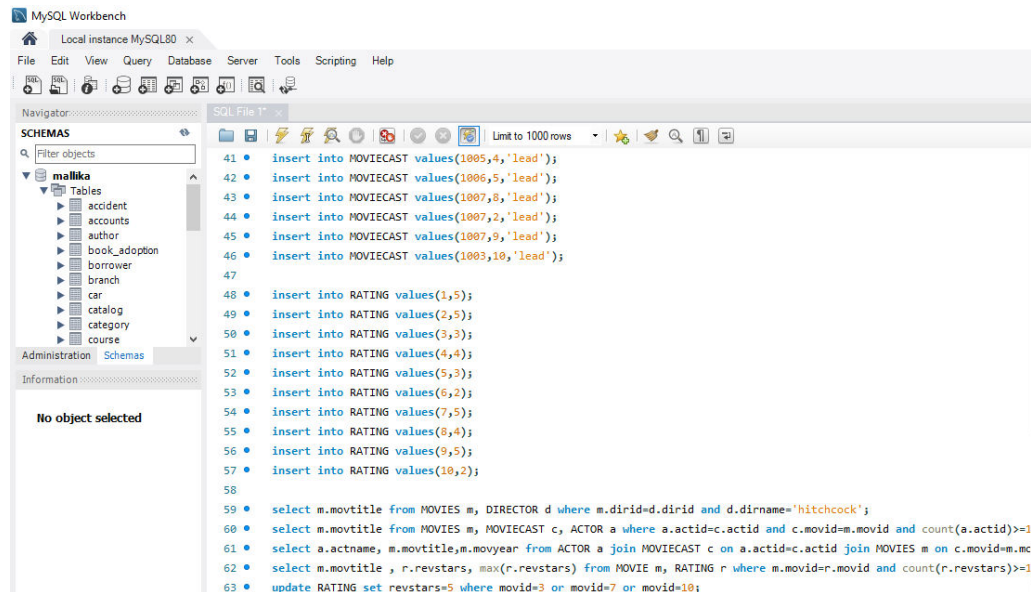 MySQL Workbench
Local instance MySQL80 ×
File Edit View Query Database Server Tools Scripting Help
Navigator
SCHEMAS
Filter objects
mallika
Tables
accident
accounts
author
book_adoption
borrower
branch
car
catalog
category
course
Administration Schemas
Information
No object selected
SQL File 1* ×
Limit to 1000 rows
41 insert into MOVIECAST values(1005,4,'lead');
42 insert into MOVIECAST values(1006,5,'lead');
43 insert into MOVIECAST values(1007,8,'lead');
44 insert into MOVIECAST values(1007,2,'lead');
45 insert into MOVIECAST values(1007,9,'lead');
46 insert into MOVIECAST values(1003,10,'lead');
47
48 insert into RATING values(1,5);
49 insert into RATING values(2,5);
50 insert into RATING values(3,3);
51 insert into RATING values(4,4);
52 insert into RATING values(5,3);
53 insert into RATING values(6,2);
54 insert into RATING values(7,5);
55 insert into RATING values(8,4);
56 insert into RATING values(9,5);
57 insert into RATING values(10,2);
58
59 select m.movtitle from MOVIES m, DIRECTOR d where m.dirid=d.dirid and d.dirname='hitchcock';
60 select m.movtitle from MOVIES m, MOVIECAST c, ACTOR a where a.actid=c.actid and c.movid=m.movid and count(a.actid)>=1
61 select a.actname, m.movtitle,m.movyear from ACTOR a join MOVIECAST c on a.actid=c.actid join MOVIES m on c.movid=m.mo
62 select m.movtitle , r.revstars, max(r.revstars) from MOVIE m, RATING r where m.movid=r.movid and count(r.revstars)>=1
63 update RATING set revstars=5 where movid=3 or movid=7 or movid=10;